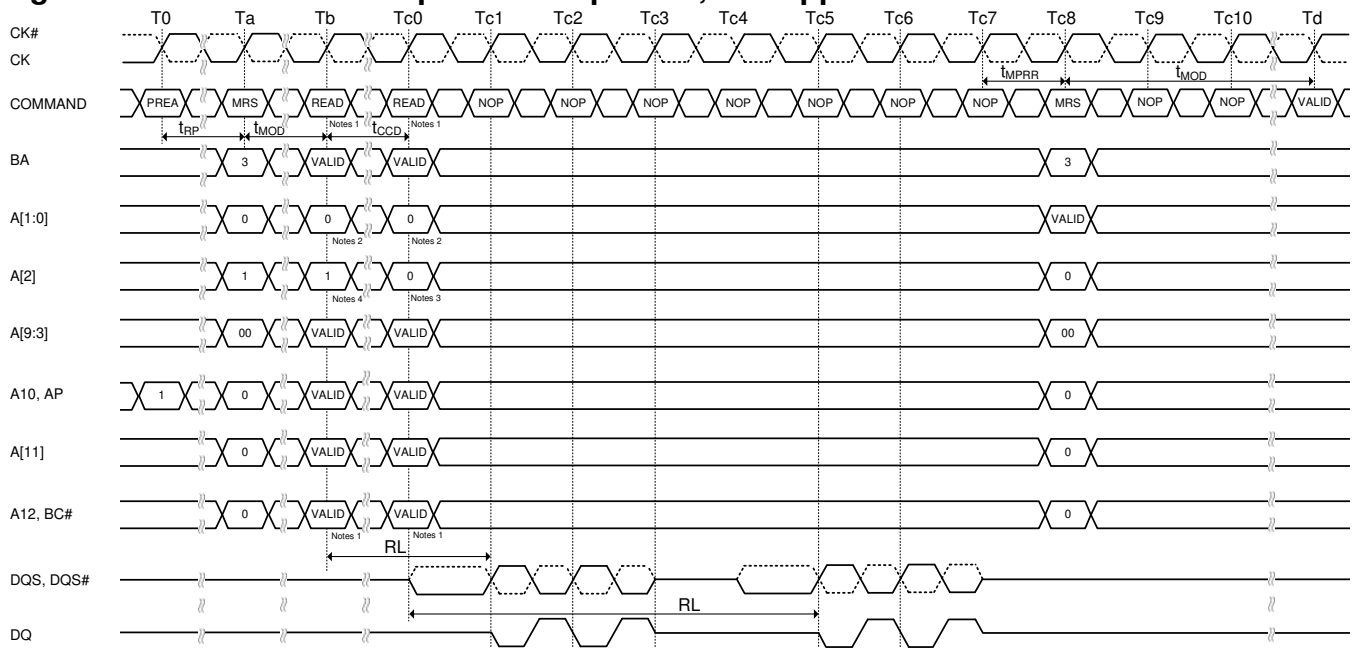 T0 Ta Tb Tc0 Tc1 Tc2 Tc3 Tc4 Tc5 Tc6 Tc7 Tc8 Tc9 Tc10 Td
CK#
CK
tMPRR tMOD
COMMAND PREA MRS READ READ NOP NOP NOP NOP NOP NOP NOP MRS NOP NOP VALID
Notes 1 Notes 1
tRP tMOD tCCD
BA 3 VALID VALID 3
A[1:0] 0 0 0 VALID
Notes 2 Notes 2
A[2] 1 1 0 0
Notes 4 Notes 3
A[9:3] 00 VALID VALID 00
A10, AP 1 0 VALID VALID 0
A[11] 0 VALID VALID 0
A12, BC# 0 VALID VALID 0
Notes 1 Notes 1
RL
DQS, DQS#
RL
DQ